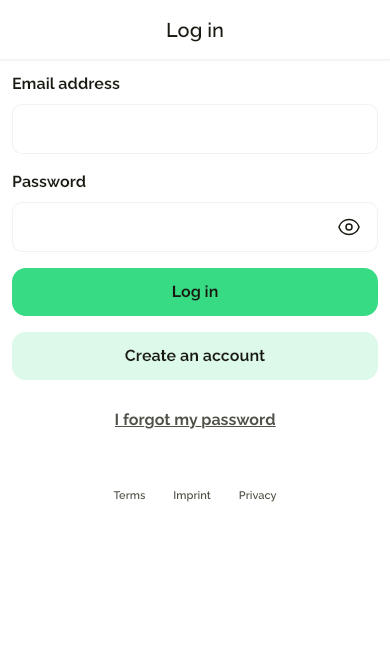 Log in
Email address
Password
Log in
Create an account
I forgot my password
Terms Imprint Privacy